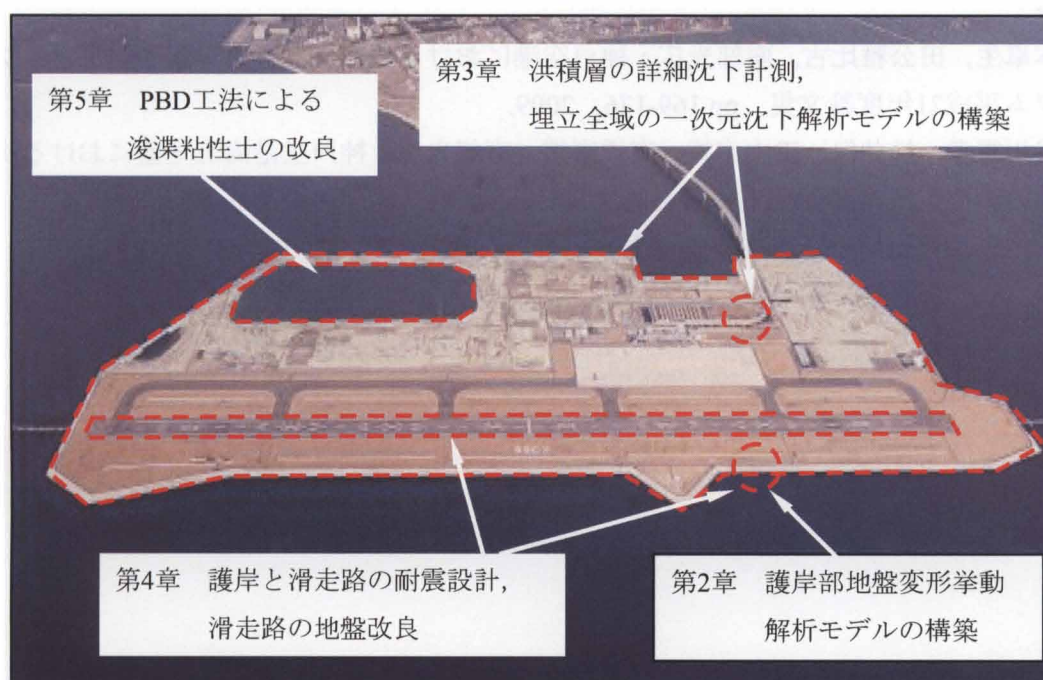 第3章 洪積層の詳細沈下計測,
埋立全域の一次元沈下解析モデルの構築
第5章 PBD工法による
浚渫粘性土の改良
第4章 護岸と滑走路の耐震設計,
滑走路の地盤改良
第2章 護岸部地盤変形挙動
解析モデルの構築